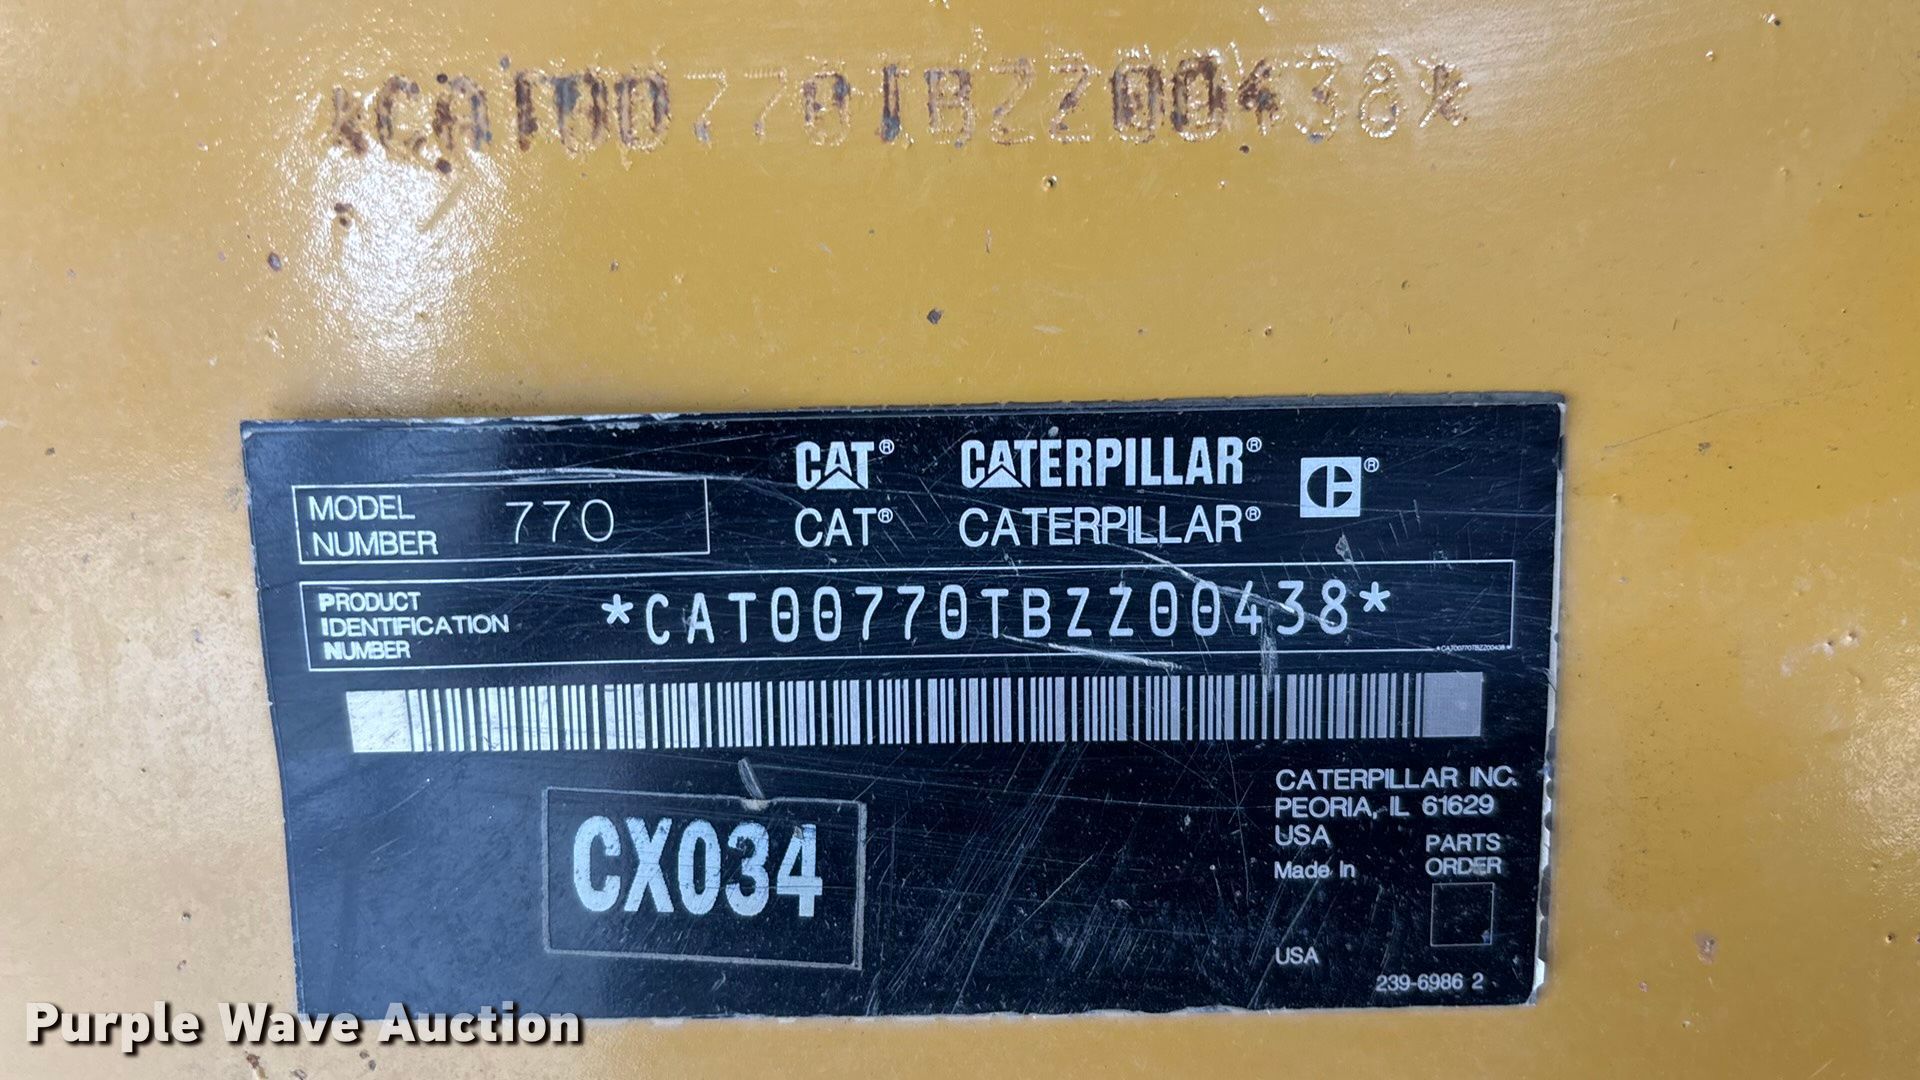 *CAT00770TBZZ00438*
CAT® CATERPILLAR® ®
MODEL NUMBER 770
CAT® CATERPILLAR®
PRODUCT IDENTIFICATION NUMBER
*CAT00770TBZZ00438*
*CAT00770TBZZ00438*
CX034
CATERPILLAR INC.
PEORIA, IL 61629
USA
PARTS ORDER
Made in
USA
239-6986 2
Purple Wave Auction